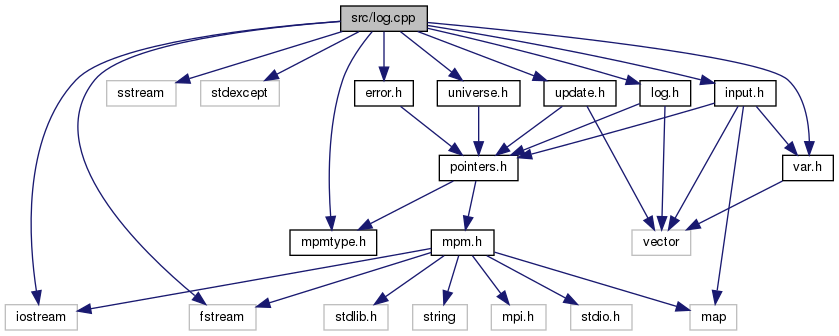 src/log.cpp
sstream
stdexcept
error.h
universe.h
update.h
log.h
input.h
pointers.h
var.h
mpmtype.h
mpm.h
vector
iostream
fstream
stdlib.h
string
mpi.h
stdio.h
map